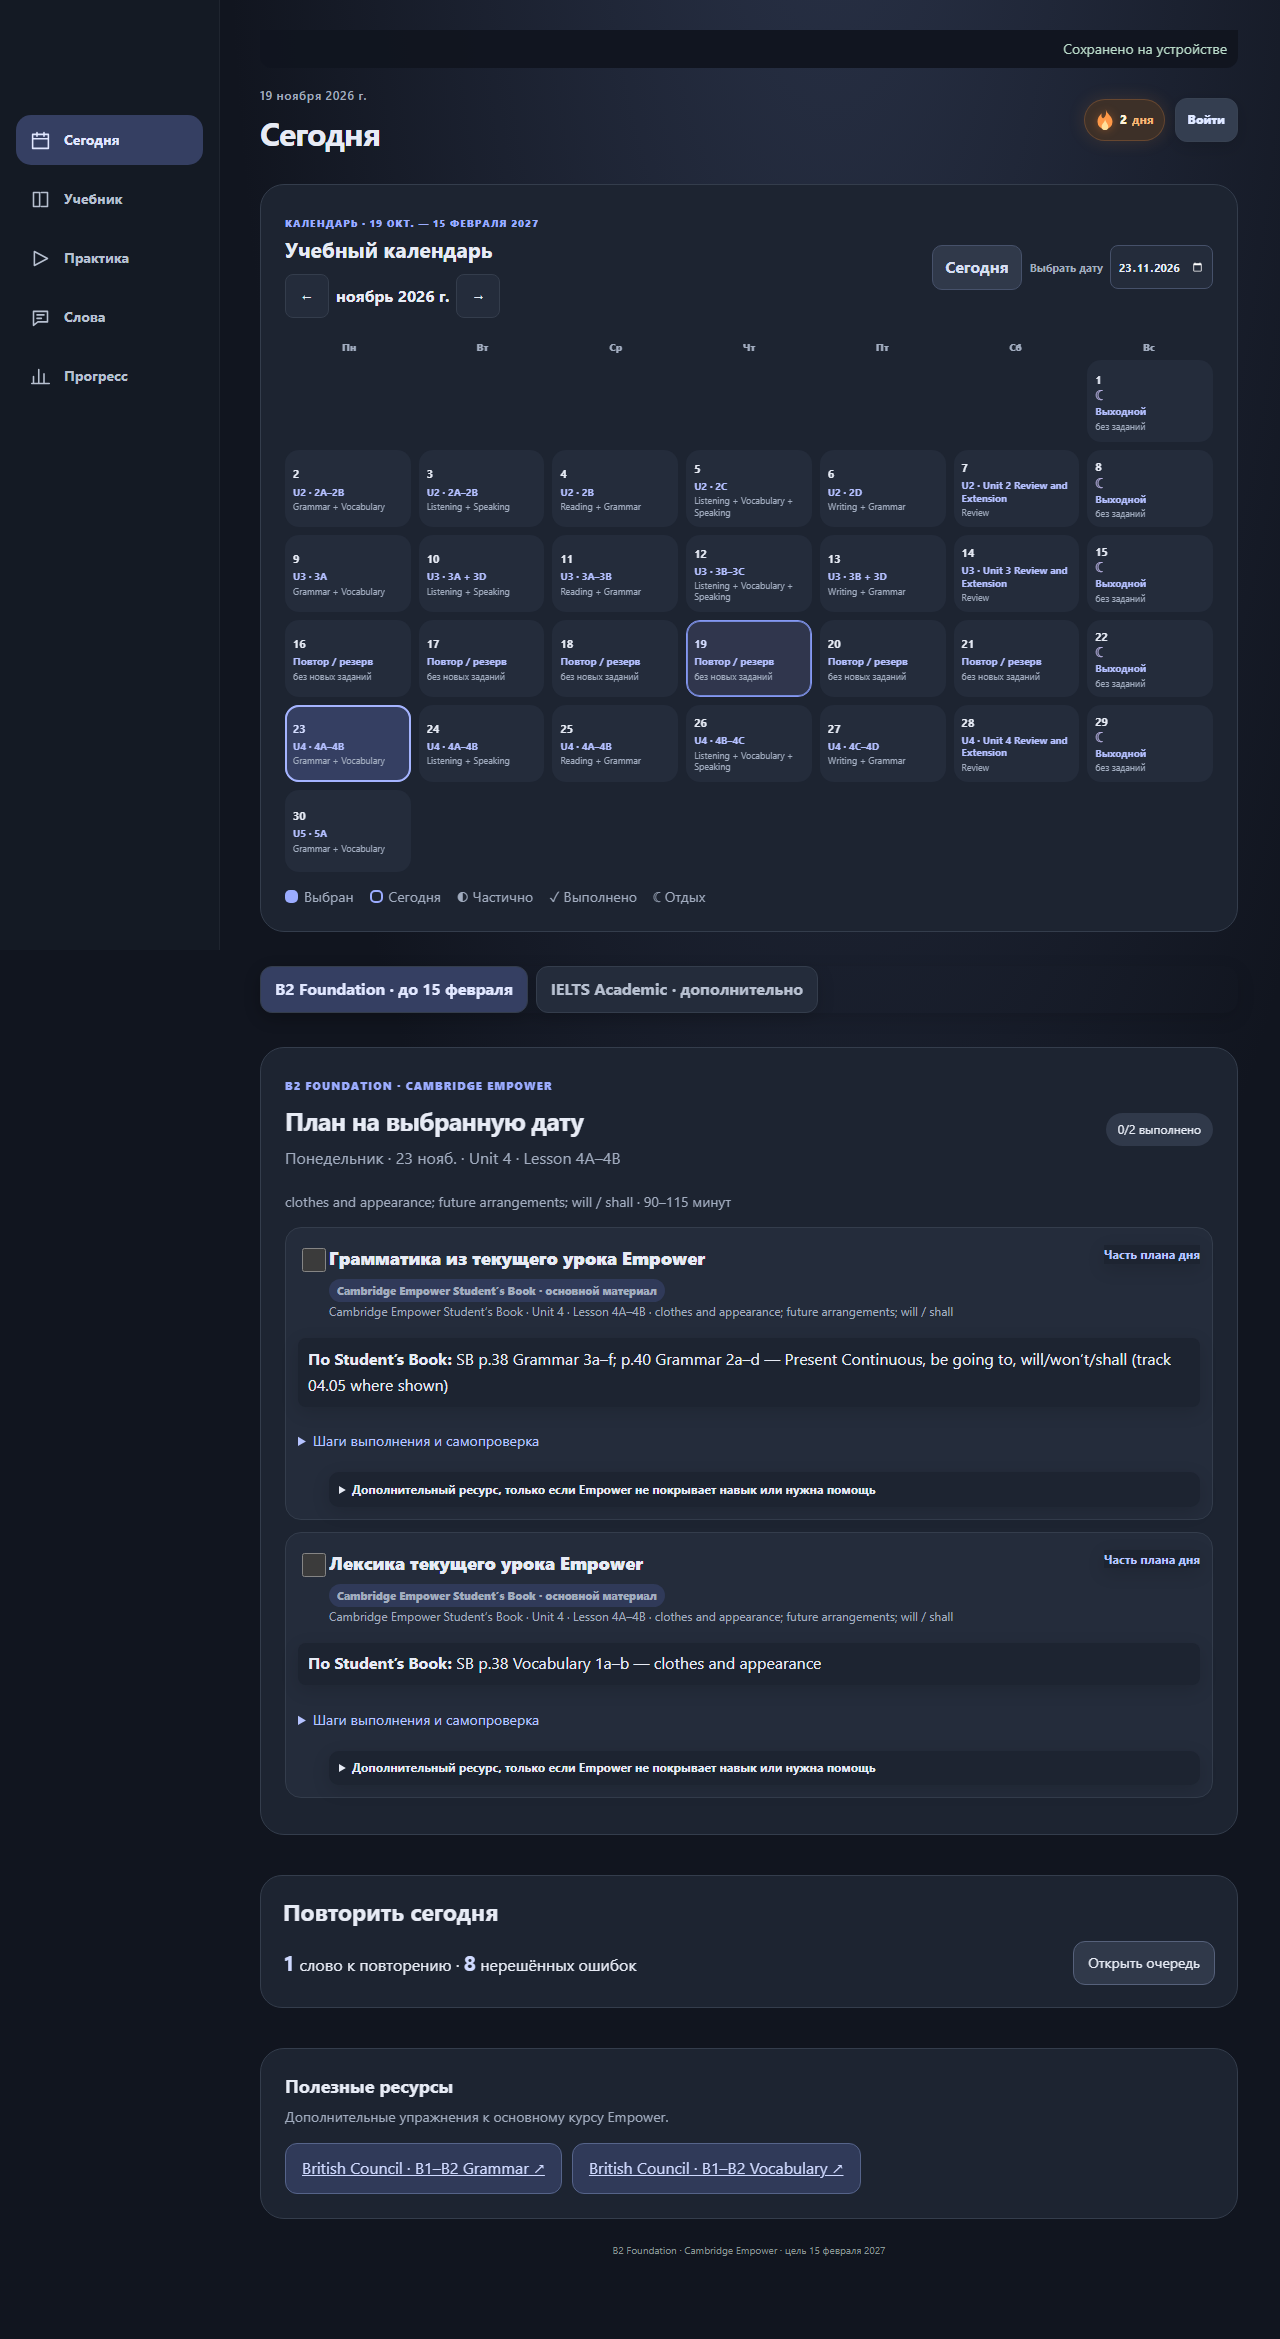 Сохранено на устройстве
19 ноября 2026 г.
Сегодня
🔥 2 дня
Войти
Сегодня
Учебник
Практика
Слова
Прогресс
КАЛЕНДАРЬ · 19 ОКТ. — 15 ФЕВРАЛЯ 2027
Учебный календарь
← ноябрь 2026 г. →
Сегодня
Выбрать дату
23.11.2026
Пн Вт Ср Чт Пт Сб Вс
1
☾
Выходной
без заданий
2
U2 · 2A–2B
Grammar + Vocabulary
3
U2 · 2A–2B
Listening + Speaking
4
U2 · 2B
Reading + Grammar
5
U2 · 2C
Listening + Vocabulary +
Speaking
6
U2 · 2D
Writing + Grammar
7
U2 · Unit 2 Review and
Extension
Review
8
☾
Выходной
без заданий
9
U3 · 3A
Grammar + Vocabulary
10
U3 · 3A + 3D
Listening + Speaking
11
U3 · 3A–3B
Reading + Grammar
12
U3 · 3B–3C
Listening + Vocabulary +
Speaking
13
U3 · 3B + 3D
Writing + Grammar
14
U3 · Unit 3 Review and
Extension
Review
15
☾
Выходной
без заданий
16
Повтор / резерв
без новых заданий
17
Повтор / резерв
без новых заданий
18
Повтор / резерв
без новых заданий
19
Повтор / резерв
без новых заданий
20
Повтор / резерв
без новых заданий
21
Повтор / резерв
без новых заданий
22
☾
Выходной
без заданий
23
U4 · 4A–4B
Grammar + Vocabulary
24
U4 · 4A–4B
Listening + Speaking
25
U4 · 4A–4B
Reading + Grammar
26
U4 · 4B–4C
Listening + Vocabulary +
Speaking
27
U4 · 4C–4D
Writing + Grammar
28
U4 · Unit 4 Review and
Extension
Review
29
☾
Выходной
без заданий
30
U5 · 5A
Grammar + Vocabulary
Выбран Сегодня ◐ Частично ✓ Выполнено ☾ Отдых
B2 Foundation · до 15 февраля
IELTS Academic · дополнительно
B2 FOUNDATION · CAMBRIDGE EMPOWER
План на выбранную дату
0/2 выполнено
Понедельник · 23 нояб. · Unit 4 · Lesson 4A–4B
clothes and appearance; future arrangements; will / shall · 90–115 минут
Грамматика из текущего урока Empower
Часть плана дня
Cambridge Empower Student’s Book · основной материал
Cambridge Empower Student’s Book · Unit 4 · Lesson 4A–4B · clothes and appearance; future arrangements; will / shall
По Student’s Book: SB p.38 Grammar 3a–f; p.40 Grammar 2a–d — Present Continuous, be going to, will/won’t/shall (track
04.05 where shown)
▶ Шаги выполнения и самопроверка
▶ Дополнительный ресурс, только если Empower не покрывает навык или нужна помощь
Лексика текущего урока Empower
Часть плана дня
Cambridge Empower Student’s Book · основной материал
Cambridge Empower Student’s Book · Unit 4 · Lesson 4A–4B · clothes and appearance; future arrangements; will / shall
По Student’s Book: SB p.38 Vocabulary 1a–b — clothes and appearance
▶ Шаги выполнения и самопроверка
▶ Дополнительный ресурс, только если Empower не покрывает навык или нужна помощь
Повторить сегодня
1 слово к повторению · 8 нерешённых ошибок
Открыть очередь
Полезные ресурсы
Дополнительные упражнения к основному курсу Empower.
British Council · B1–B2 Grammar ↗
British Council · B1–B2 Vocabulary ↗
B2 Foundation · Cambridge Empower · цель 15 февраля 2027